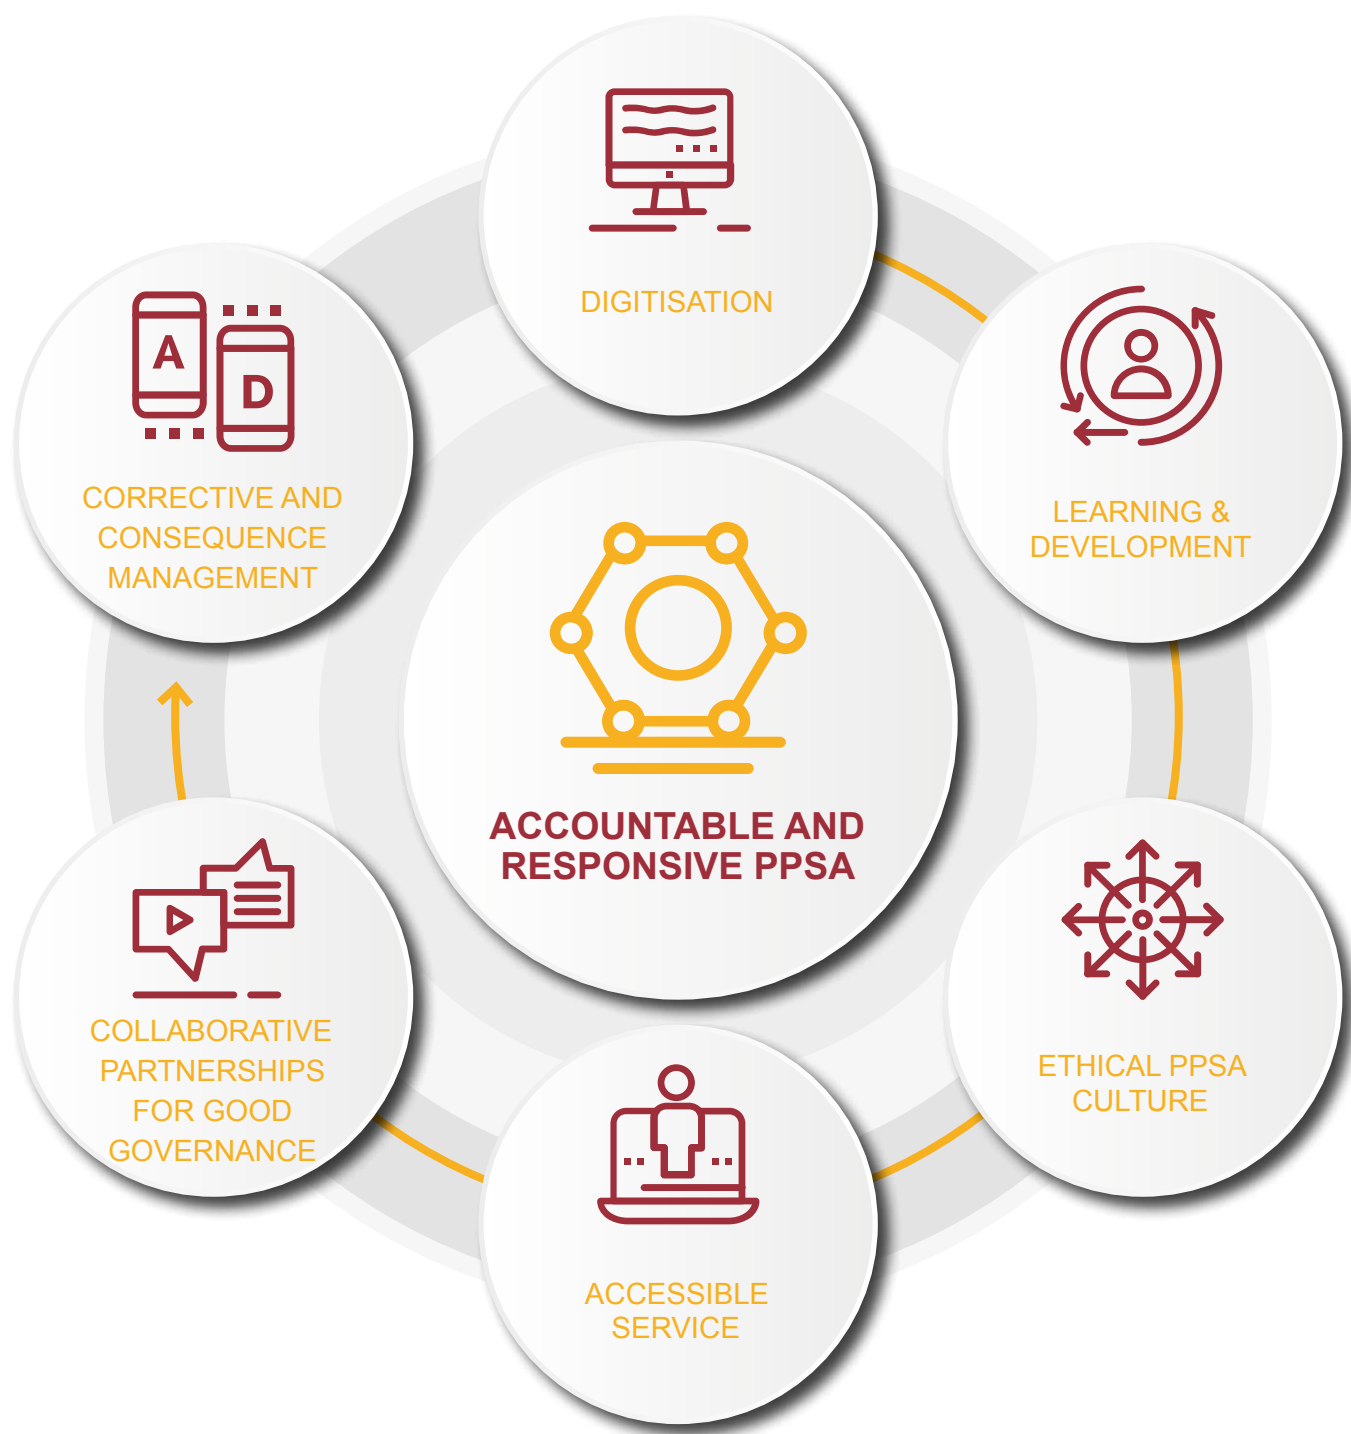 DIGITISATION
LEARNING &
DEVELOPMENT
ETHICAL PPSA
CULTURE
ACCESSIBLE
SERVICE
COLLABORATIVE
PARTNERSHIPS
FOR GOOD
GOVERNANCE
A
D
CORRECTIVE AND
CONSEQUENCE
MANAGEMENT
ACCOUNTABLE AND
RESPONSIVE PPSA